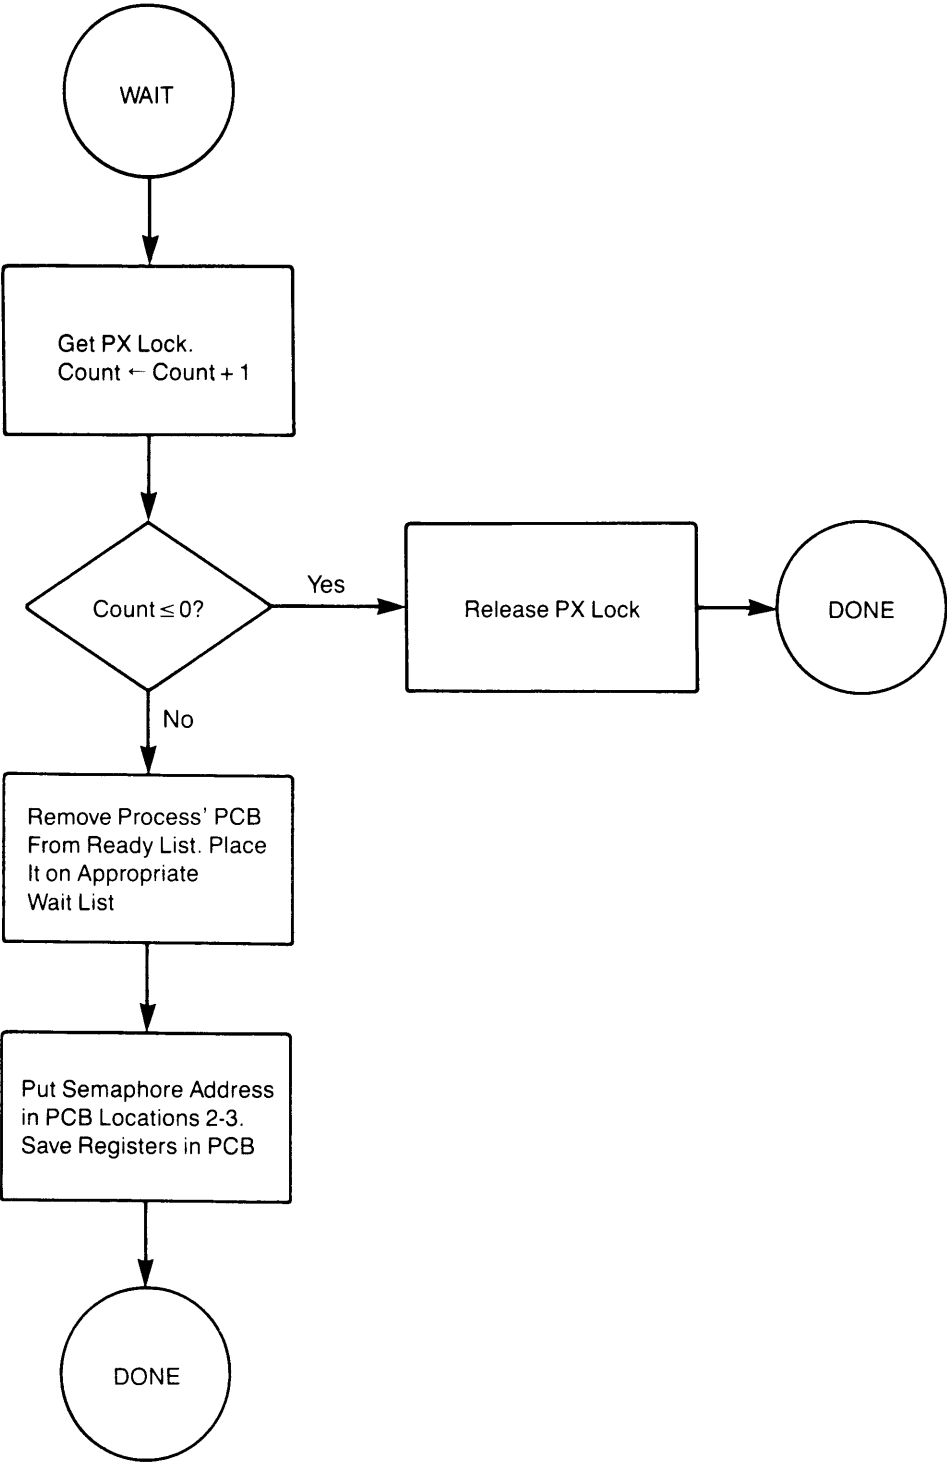 WAIT
Get PX Lock.
Count ← Count + 1
Count ≤ 0?
Yes
Release PX Lock
DONE
No
Remove Process' PCB
From Ready List. Place
It on Appropriate
Wait List
Put Semaphore Address
in PCB Locations 2-3.
Save Registers in PCB
DONE